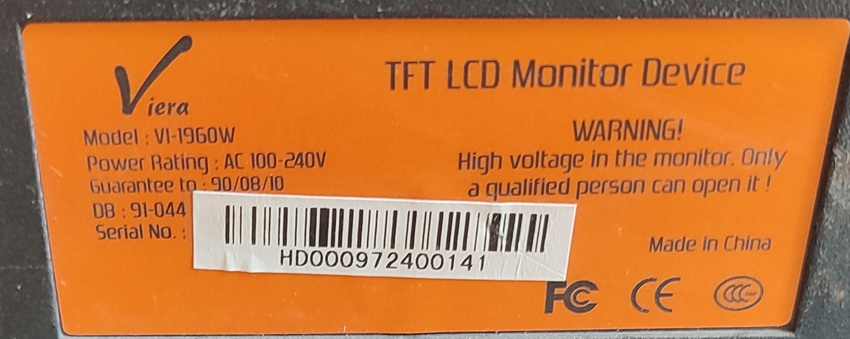 Viera
TFT LCD Monitor Device
Model : VI-1960W
Power Rating : AC 100-240V
Guarantee to : 90/08/10
DB : 91-044
Serial No. :
HD000972400141
WARNING!
High voltage in the monitor. Only
a qualified person can open it !
Made in China
FC CE CCC